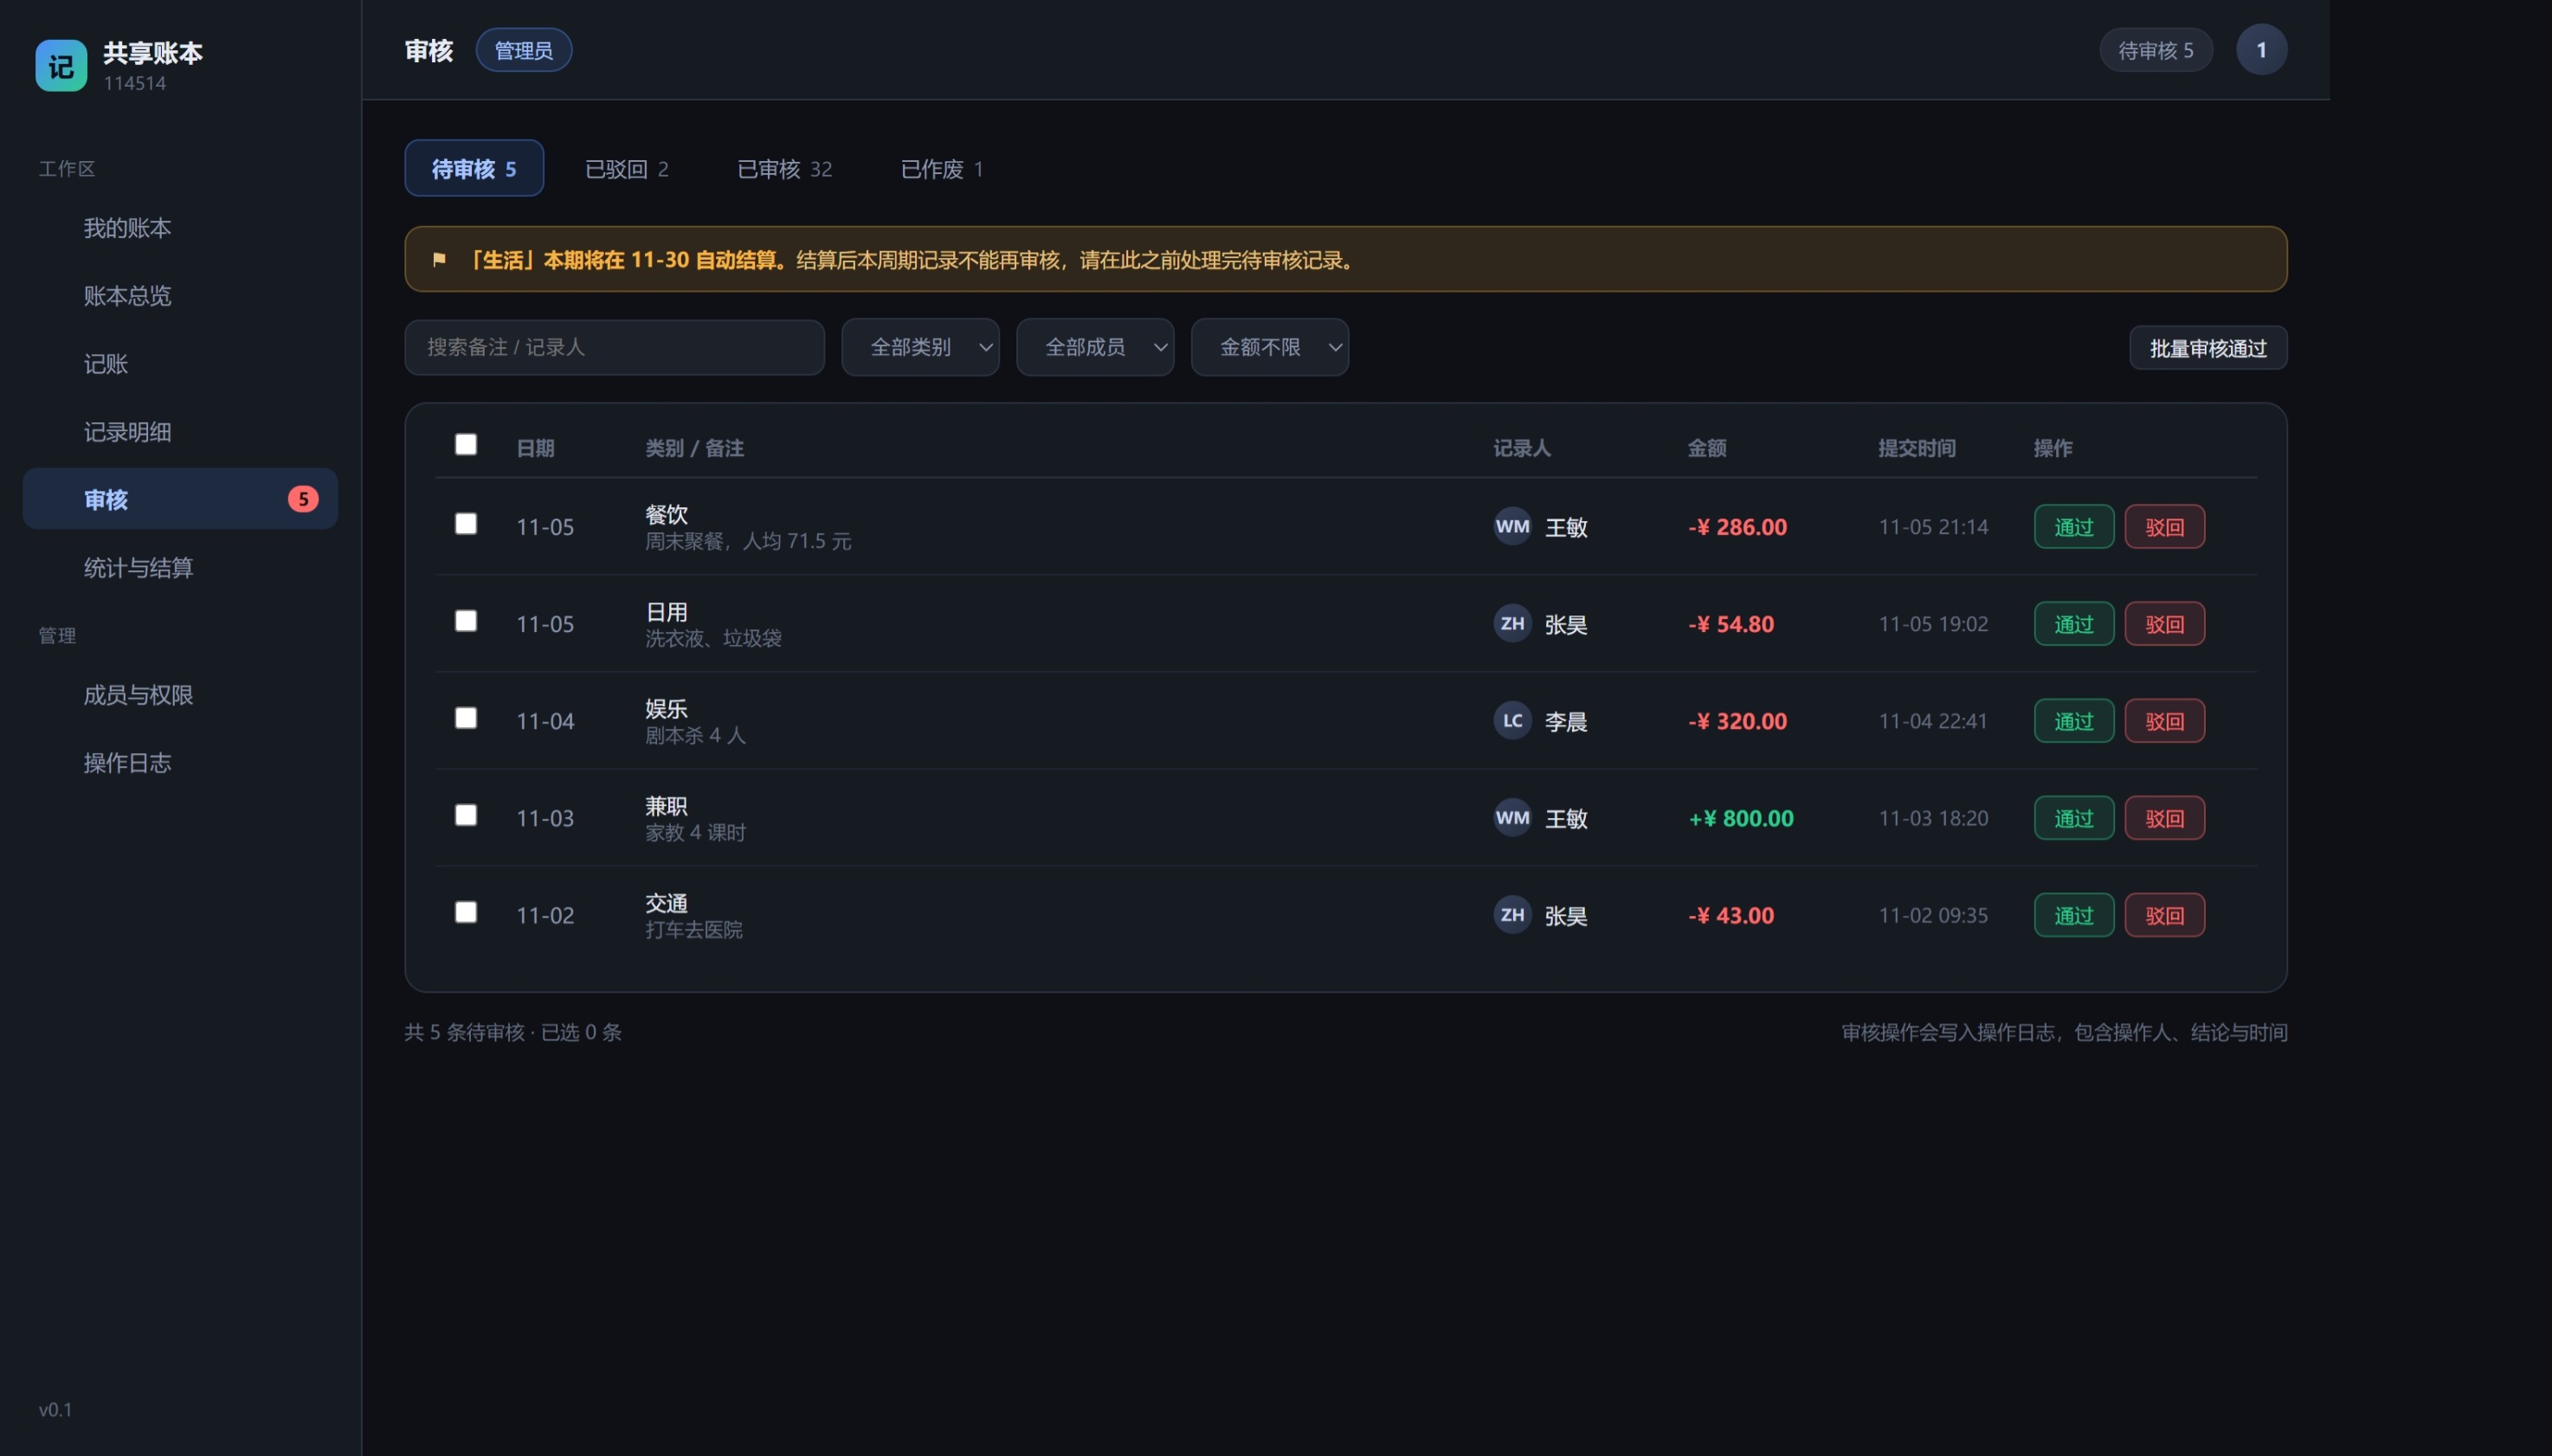 记 共享账本
114514
工作区
我的账本
账本总览
记账
记录明细
审核 5
统计与结算
管理
成员与权限
操作日志
v0.1
审核 管理员 待审核 5 1
待审核 5 已驳回 2 已审核 32 已作废 1
「生活」本期将在 11-30 自动结算。结算后本周期记录不能再审核，请在此之前处理完待审核记录。
搜索备注 / 记录人 全部类别 全部成员 金额不限 批量审核通过
日期 类别 / 备注 记录人 金额 提交时间 操作
11-05 餐饮 WM 王敏 -¥ 286.00 11-05 21:14 通过 驳回
周末聚餐，人均 71.5 元
11-05 日用 ZH 张昊 -¥ 54.80 11-05 19:02 通过 驳回
洗衣液、垃圾袋
11-04 娱乐 LC 李晨 -¥ 320.00 11-04 22:41 通过 驳回
剧本杀 4 人
11-03 兼职 WM 王敏 +¥ 800.00 11-03 18:20 通过 驳回
家教 4 课时
11-02 交通 ZH 张昊 -¥ 43.00 11-02 09:35 通过 驳回
打车去医院
共 5 条待审核 · 已选 0 条 审核操作会写入操作日志，包含操作人、结论与时间